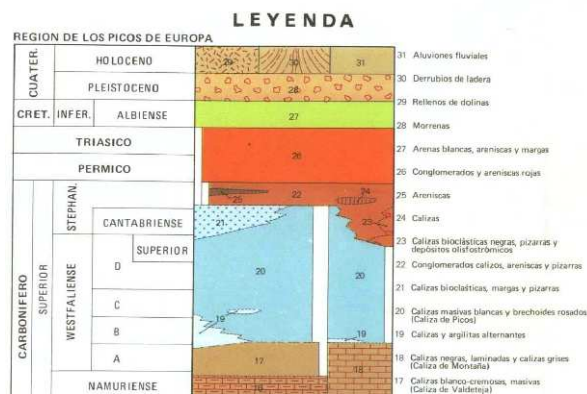 LEYENDA
REGION DE LOS PICOS DE EUROPA
CUATER.
HOLOCENO
PLEISTOCENO
CRET.
INFER.
ALBIENSE
TRIASICO
PERMICO
CARBONIFERO
SUPERIOR
STEPHAN.
CANTABRIENSE
WESTFALIENSE
SUPERIOR
D
C
B
A
NAMURIENSE
29
30
31
28
27
26
25
22
24
21
23
20
20
19
19
17
18
31 Aluviones fluviales
30 Derrubios de ladera
29 Rellenos de dolinas
28 Morrenas
27 Arenas blancas, areniscas y margas
26 Conglomerados y areniscas rojas
25 Areniscas
24 Calizas
23 Calizas bioclásticas negras, pizarras y
depósitos olisfostrómicos
22 Conglomerados calizos, areniscas y pizarras
21 Calizas bioclásticas, margas y pizarras
20 Calizas masivas blancas y brechoides rosados
(Caliza de Picos)
19 Calizas y argilitas alternantes
18 Calizas negras, laminadas y calizas grises
(Caliza de Montaña)
17 Calizas blanco-cremosas, masivas
(Caliza de Valdeteja)